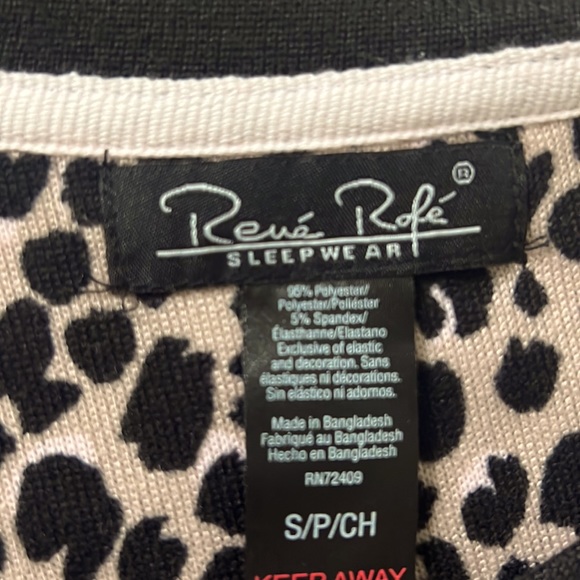 René Rofé®
SLEEPWEAR
95% Polyester/
Polyester/Poliéster
5% Spandex/
Élasthanne/Elastano
Exclusive of elastic
and decoration. Sans
élastiques ni décorations.
Sin elástico ni adornos.
Made in Bangladesh
Fabriqué au Bangladesh
Hecho en Bangladesh
RN72409
S/P/CH
KEEP AWAY